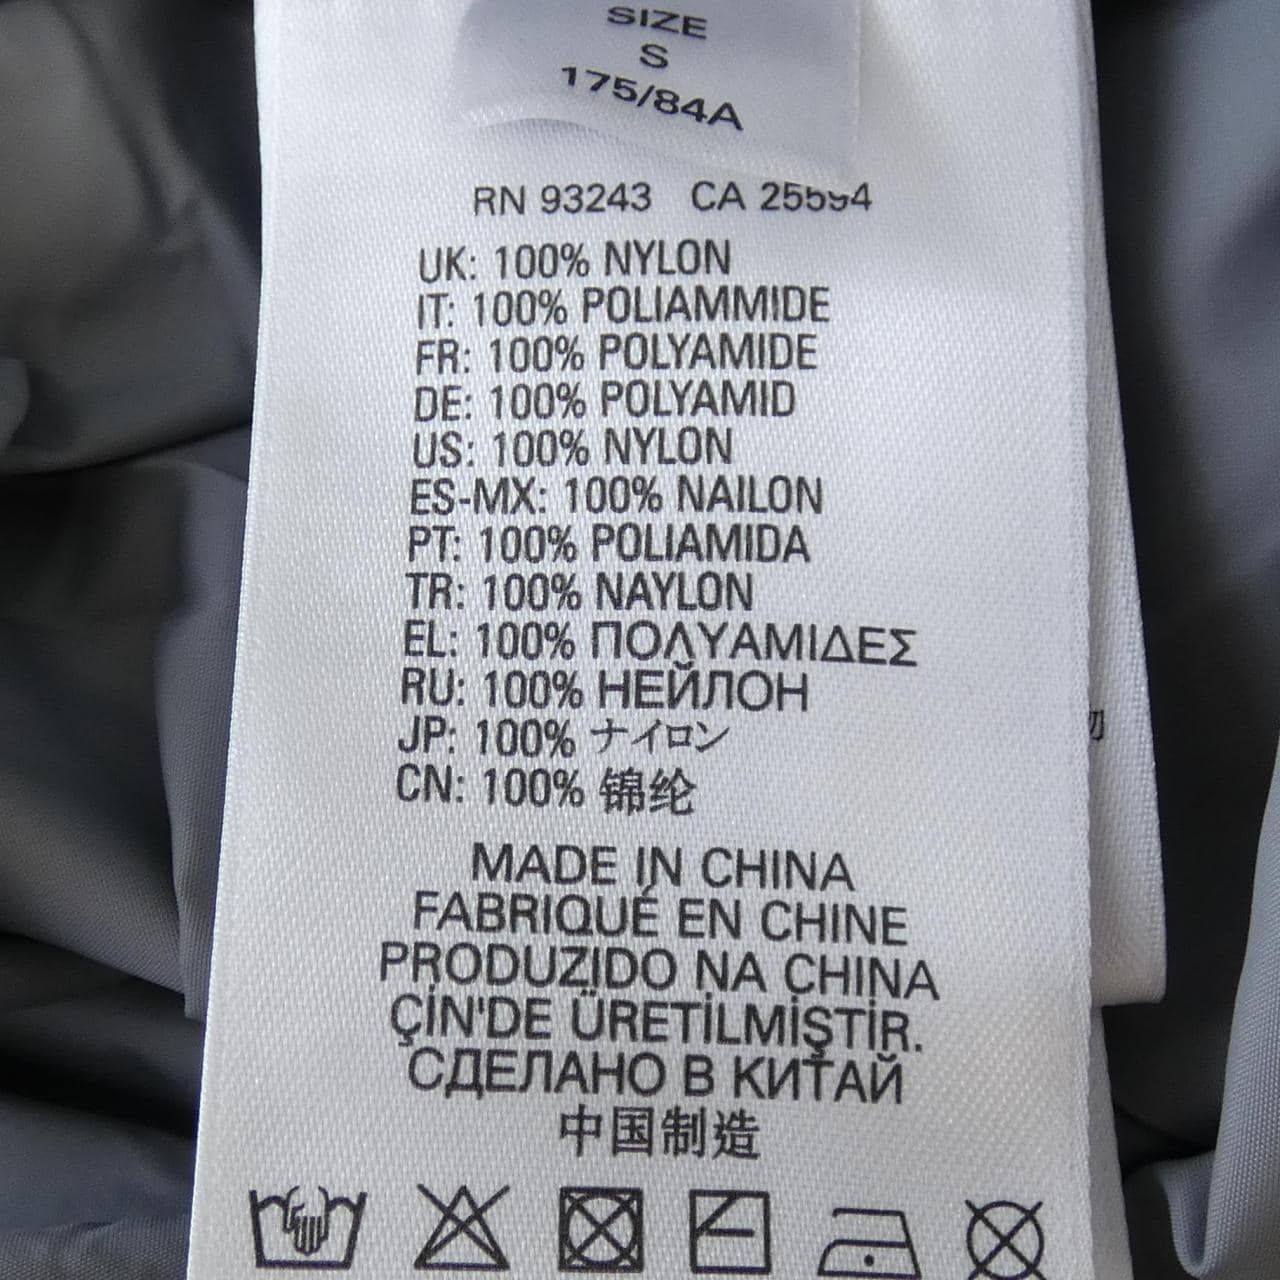 SIZE
S
175/84A
RN 93243 CA 25594
UK: 100% NYLON
IT: 100% POLIAMMIDE
FR: 100% POLYAMIDE
DE: 100% POLYAMID
US: 100% NYLON
ES-MX: 100% NAILON
PT: 100% POLIAMIDA
TR: 100% NAYLON
EL: 100% ΠΟΛΥΑΜΙΔΕΣ
RU: 100% НЕЙЛОН
JP: 100% ナイロン
CN: 100% 锦纶
MADE IN CHINA
FABRIQUÉ EN CHINE
PRODUZIDO NA CHINA
ÇİN'DE ÜRETİLMİŞTİR.
СДЕЛАНО В КИТАЙ
中国制造